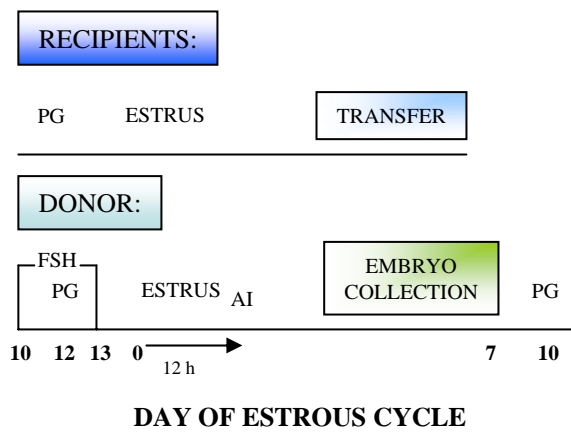 RECIPIENTS:
PG ESTRUS TRANSFER
DONOR:
FSH
PG ESTRUS AI EMBRYO COLLECTION PG
10 12 13 0 12 h 7 10
DAY OF ESTROUS CYCLE